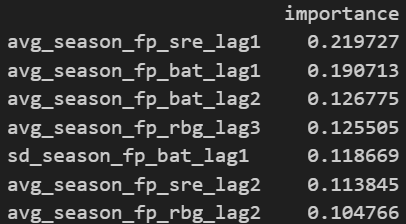 importance
avg_season_fp_sre_lag1 0.219727
avg_season_fp_bat_lag1 0.190713
avg_season_fp_bat_lag2 0.126775
avg_season_fp_rbg_lag3 0.125505
sd_season_fp_bat_lag1 0.118669
avg_season_fp_sre_lag2 0.113845
avg_season_fp_rbg_lag2 0.104766